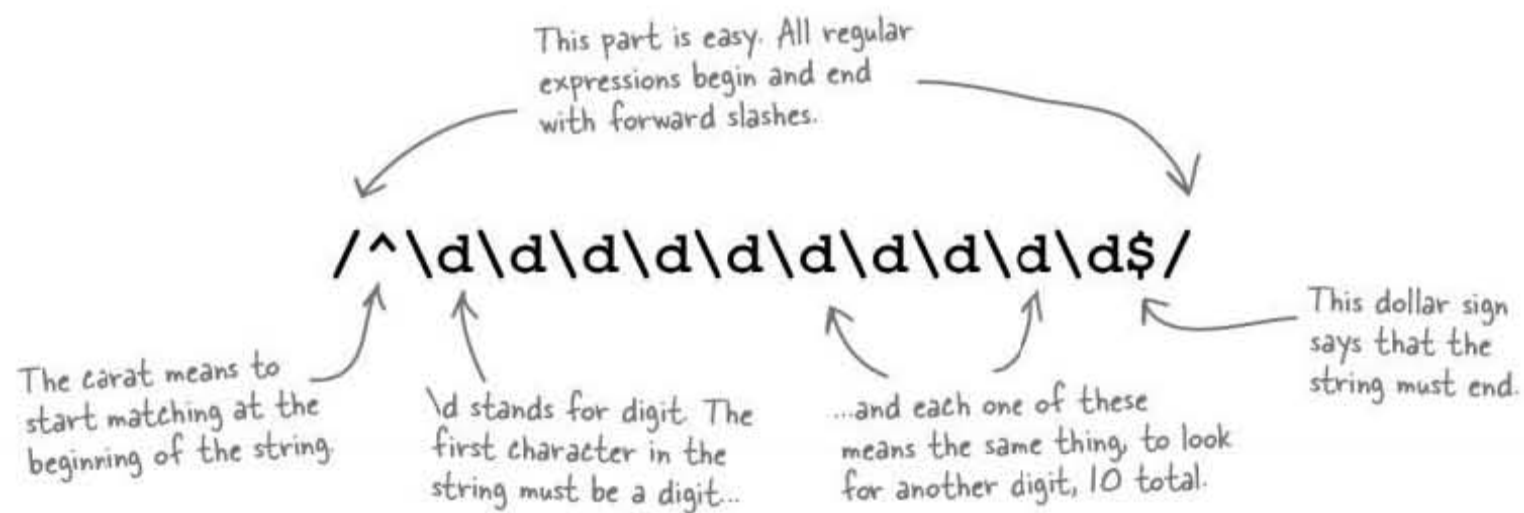 This part is easy. All regular
expressions begin and end
with forward slashes.
/^\d\d\d\d\d\d\d\d\d\d$/
The carat means to
start matching at the
beginning of the string.
\d stands for digit. The
first character in the
string must be a digit...
...and each one of these
means the same thing, to look
for another digit, 10 total.
This dollar sign
says that the
string must end.